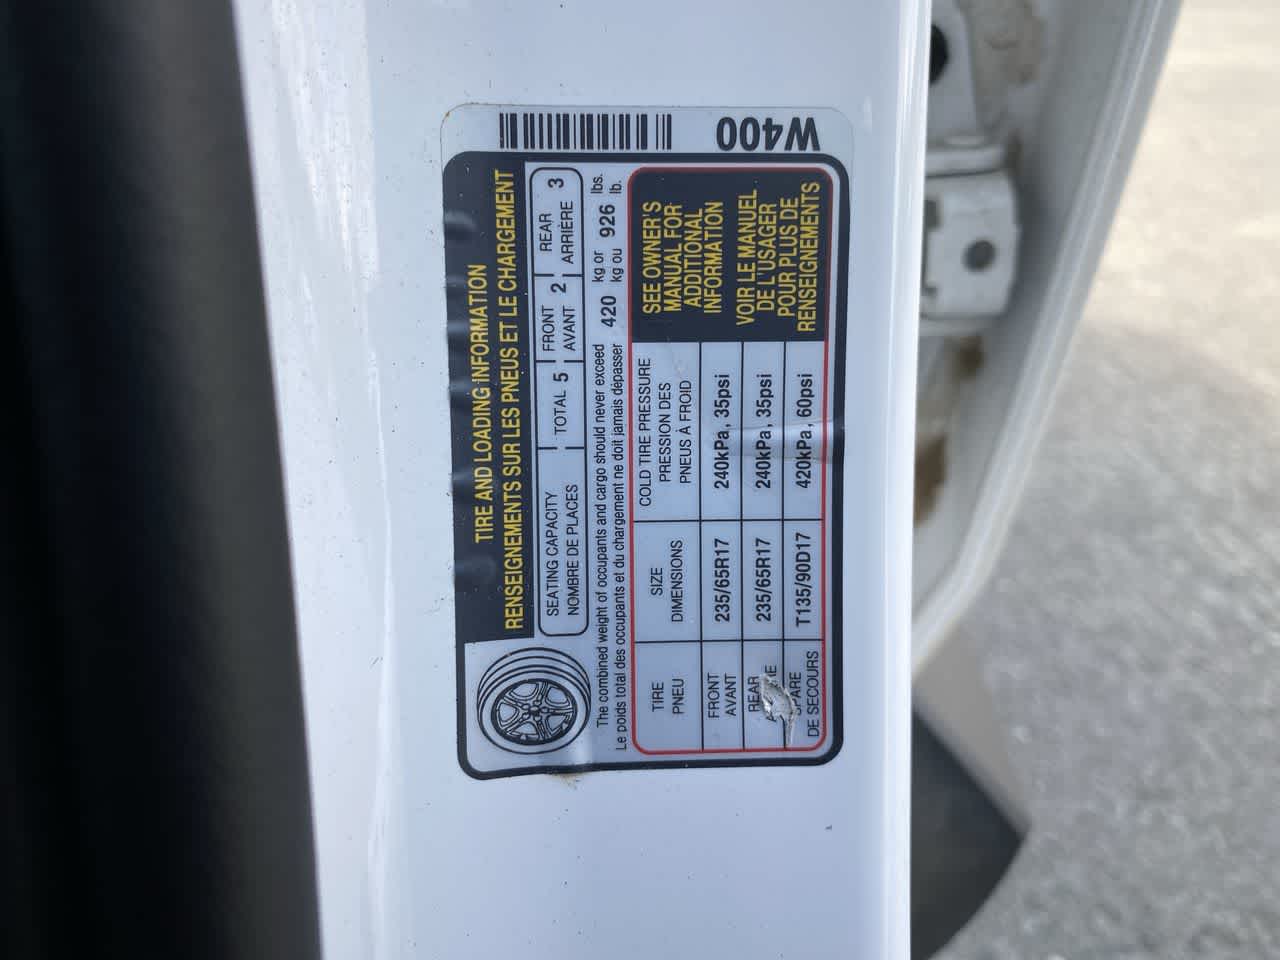 W400
TIRE AND LOADING INFORMATION
RENSEIGNEMENTS SUR LES PNEUS ET LE CHARGEMENT
SEATING CAPACITY
NOMBRE DE PLACES
TOTAL 5
FRONT
AVANT 2
REAR
ARRIÈRE 3
The combined weight of occupants and cargo should never exceed 420 kg or 926 lbs.
Le poids total des occupants et du chargement ne doit jamais dépasser 420 kg ou 926 lb.
TIRE
PNEU
SIZE
DIMENSIONS
COLD TIRE PRESSURE
PRESSION DES
PNEUS À FROID
FRONT
AVANT
235/65R17
240kPa, 35psi
REAR
235/65R17
240kPa, 35psi
SPARE
DE SECOURS
T135/90D17
420kPa, 60psi
SEE OWNER'S
MANUAL FOR
ADDITIONAL
INFORMATION
VOIR LE MANUEL
DE L'USAGER
POUR PLUS DE
RENSEIGNEMENTS